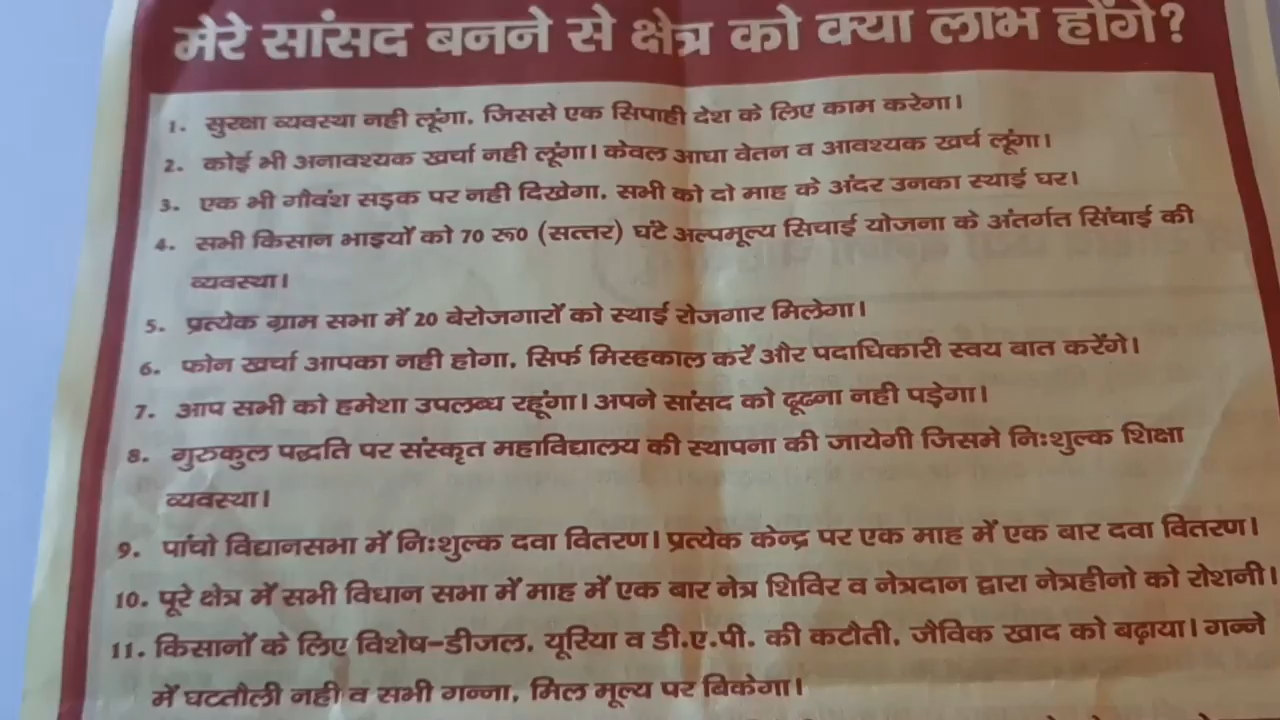 मेरे सांसद बनने से क्षेत्र को क्या लाभ होंगे?
1. सुरक्षा व्यवस्था नही लूंगा, जिससे एक सिपाही देश के लिए काम करेगा।
2. कोई भी अनावश्यक खर्चा नही लूंगा। केवल आधा वेतन व आवश्यक खर्च लूंगा।
3. एक भी गौवंश सड़क पर नही दिखेगा, सभी को दो माह के अंदर उनका स्थाई घर।
4. सभी किसान भाइयों को 70 रू0 (सत्तर) घंटे अल्पमूल्य सिचाई योजना के अंतर्गत सिंचाई की
व्यवस्था।
5. प्रत्येक ग्राम सभा में 20 बेरोजगारों को स्थाई रोजगार मिलेगा।
6. फोन खर्चा आपका नही होगा, सिर्फ मिस्हकाल करें और पदाधिकारी स्वय बात करेंगे।
7. आप सभी को हमेशा उपलब्ध रहूंगा। अपने सांसद को ढूढना नही पड़ेगा।
8. गुरुकुल पद्धति पर संस्कृत महाविद्यालय की स्थापना की जायेगी जिसमे निःशुल्क शिक्षा
व्यवस्था।
9. पांचो विद्यानसभा में निःशुल्क दवा वितरण। प्रत्येक केन्द्र पर एक माह में एक बार दवा वितरण।
10. पूरे क्षेत्र में सभी विधान सभा में माह में एक बार नेत्र शिविर व नेत्रदान द्वारा नेत्रहीनो को रोशनी।
11. किसानों के लिए विशेष-डीजल, यूरिया व डी.ए.पी. की कटौती, जैविक खाद को बढ़ाया। गन्ने
में घटतौली नही व सभी गन्ना, मिल मूल्य पर बिकेगा।